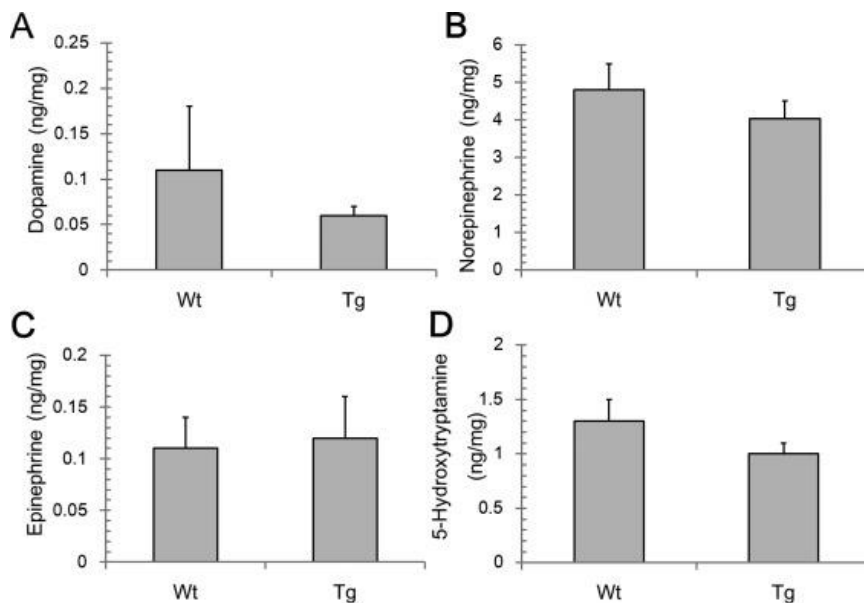 A
Dopamine (ng/mg)
0.25
0.2
0.15
0.1
0.05
0
Wt
Tg
B
Norepinephrine (ng/mg)
6
5
4
3
2
1
0
Wt
Tg
C
Epinephrine (ng/mg)
0.2
0.15
0.1
0.05
0
Wt
Tg
D
5-Hydroxytryptamine
(ng/mg)
2
1.5
1
0.5
0
Wt
Tg